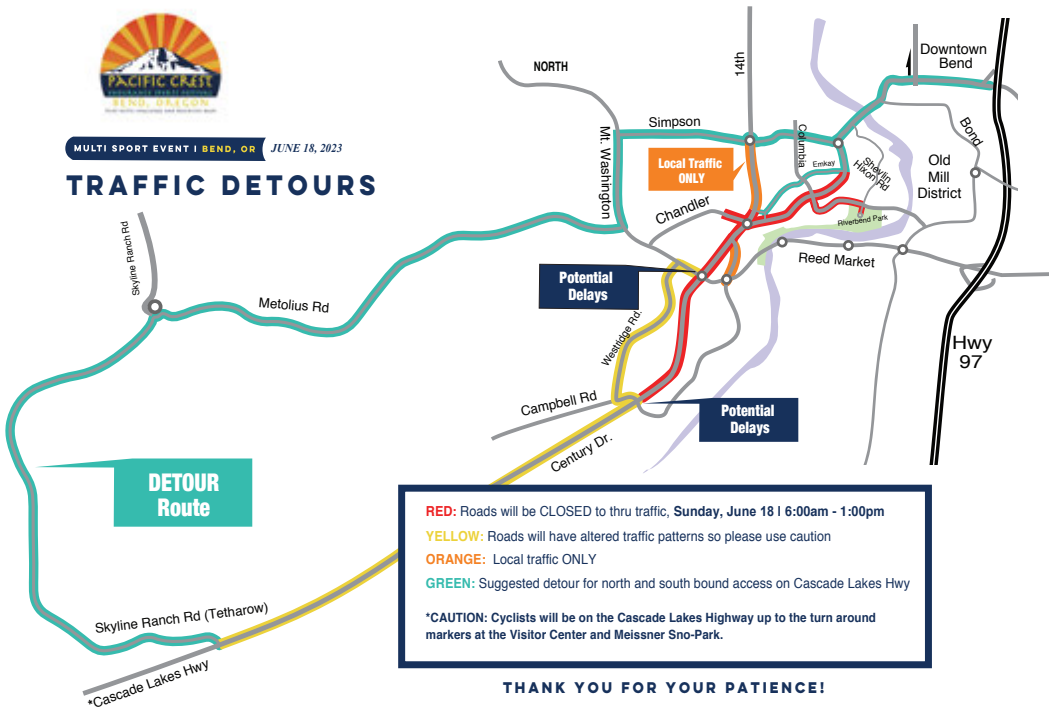 PACIFIC CREST
ENDURANCE SPORTS FESTIVAL
BEND, OREGON
MULTI SPORT EVENT | BEND, OR JUNE 18, 2023
TRAFFIC DETOURS
NORTH
14th
Downtown
Bend
Simpson
Mt. Washington
Columbia
Bond
Local Traffic
ONLY
Emkay
Shevlin
Hixon Rd
Old
Mill
District
Chandler
Riverbend Park
Reed Market
Skyline Ranch Rd
Metolius Rd
Potential
Delays
Westridge Rd.
Hwy
97
Campbell Rd
Potential
Delays
Century Dr.
DETOUR
Route
RED: Roads will be CLOSED to thru traffic, Sunday, June 18 | 6:00am - 1:00pm
YELLOW: Roads will have altered traffic patterns so please use caution
ORANGE: Local traffic ONLY
GREEN: Suggested detour for north and south bound access on Cascade Lakes Hwy
*CAUTION: Cyclists will be on the Cascade Lakes Highway up to the turn around
markers at the Visitor Center and Meissner Sno-Park.
Skyline Ranch Rd (Tetharow)
*Cascade Lakes Hwy
THANK YOU FOR YOUR PATIENCE!